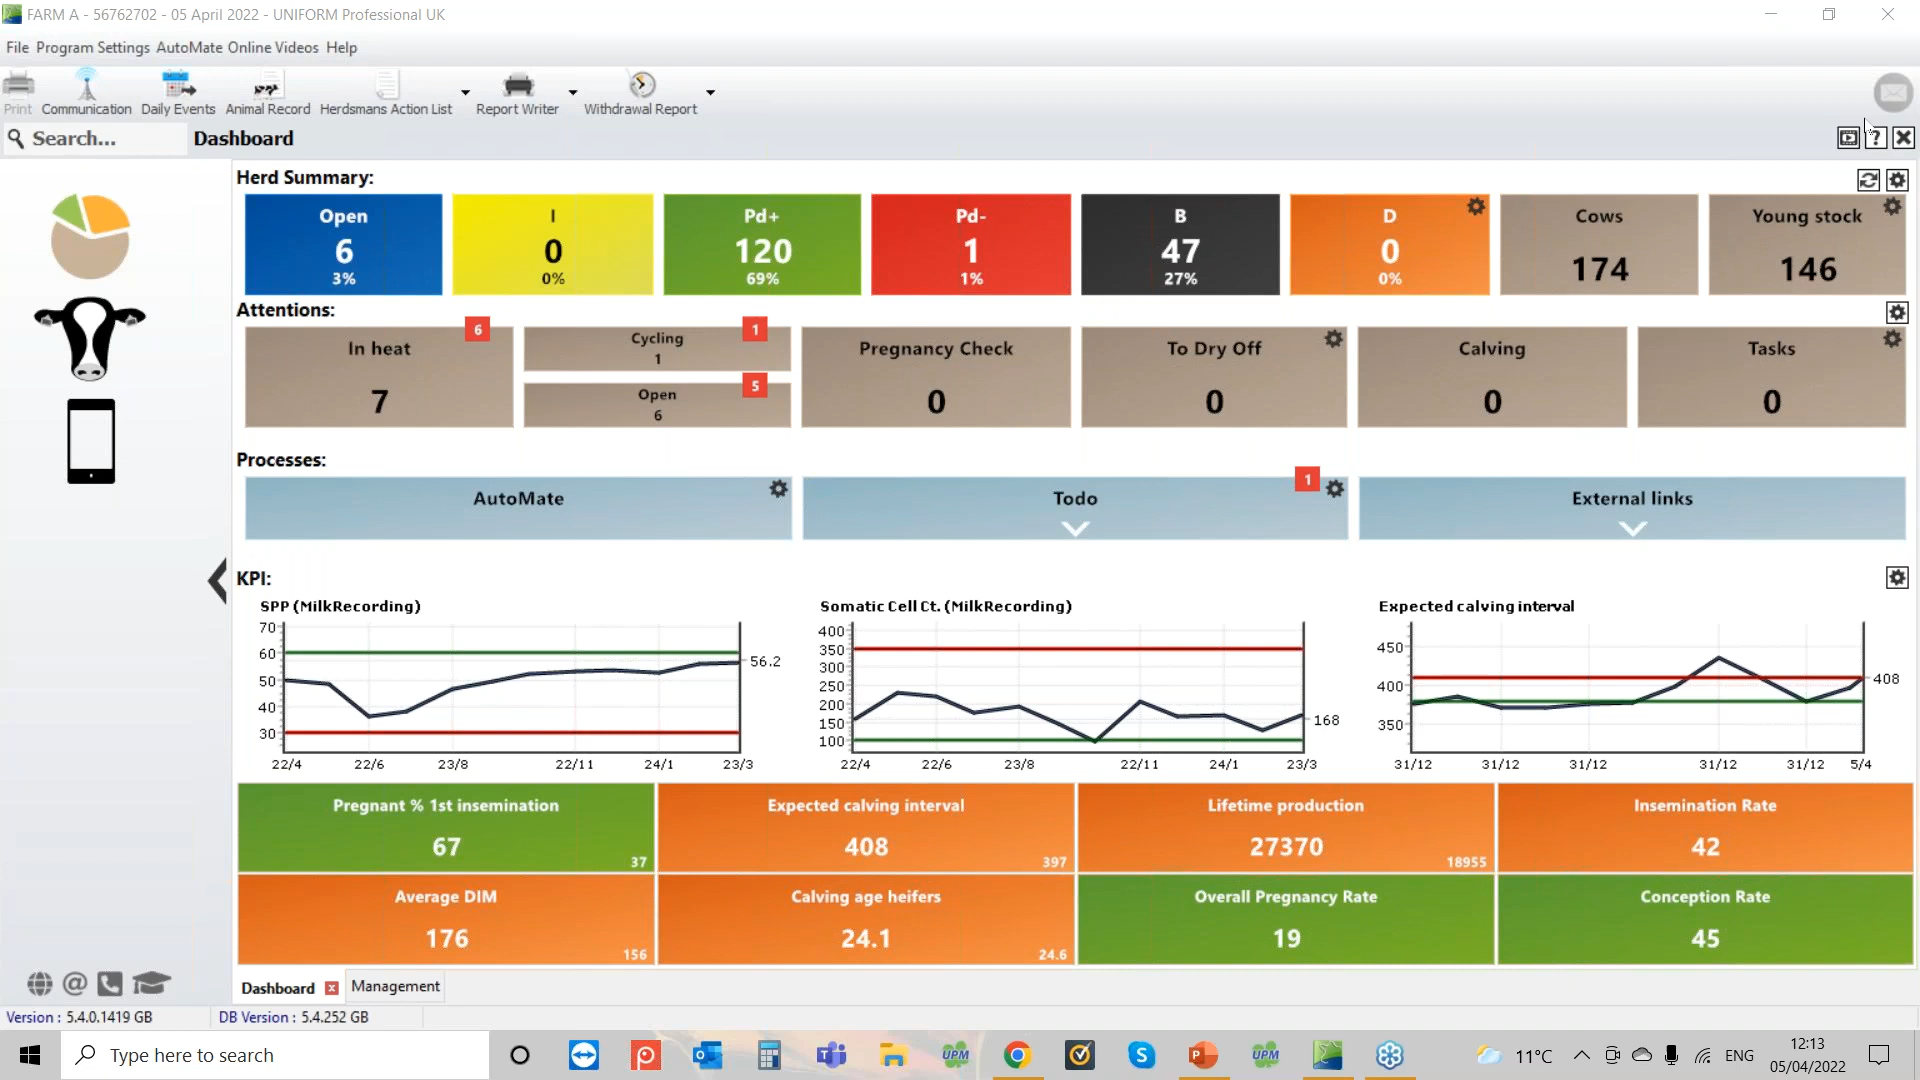 FARM A - 56762702 - 05 April 2022 - UNIFORM Professional UK
File Program Settings AutoMate Online Videos Help
Print Communication Daily Events Animal Record Herdsmans Action List Report Writer Withdrawal Report
Search... Dashboard
Herd Summary:
Open I Pd+ Pd- B D Cows Young stock
6 0 120 1 47 0 174 146
3% 0% 69% 1% 27% 0%
Attentions:
6 1
In heat Cycling Pregnancy Check To Dry Off Calving Tasks
1
5
7 Open 0 0 0 0
6
Processes:
1
AutoMate Todo External links
KPI:
SPP (MilkRecording) Somatic Cell Ct. (MilkRecording) Expected calving interval
70
60
50
40
30
56.2
22/4 22/6 23/8 22/11 24/1 23/3
400
350
300
250
200
150
100
168
22/4 22/6 23/8 22/11 24/1 23/3
450
400
350
408
31/12 31/12 31/12 31/12 31/12 5/4
Pregnant % 1st insemination Expected calving interval Lifetime production Insemination Rate
67 408 27370 42
37 397 18955
Average DIM Calving age heifers Overall Pregnancy Rate Conception Rate
176 24.1 19 45
156 24.6
Dashboard Management
Version : 5.4.0.1419 GB DB Version : 5.4.252 GB
Type here to search
UPM UPM
11°C ENG
12:13
05/04/2022